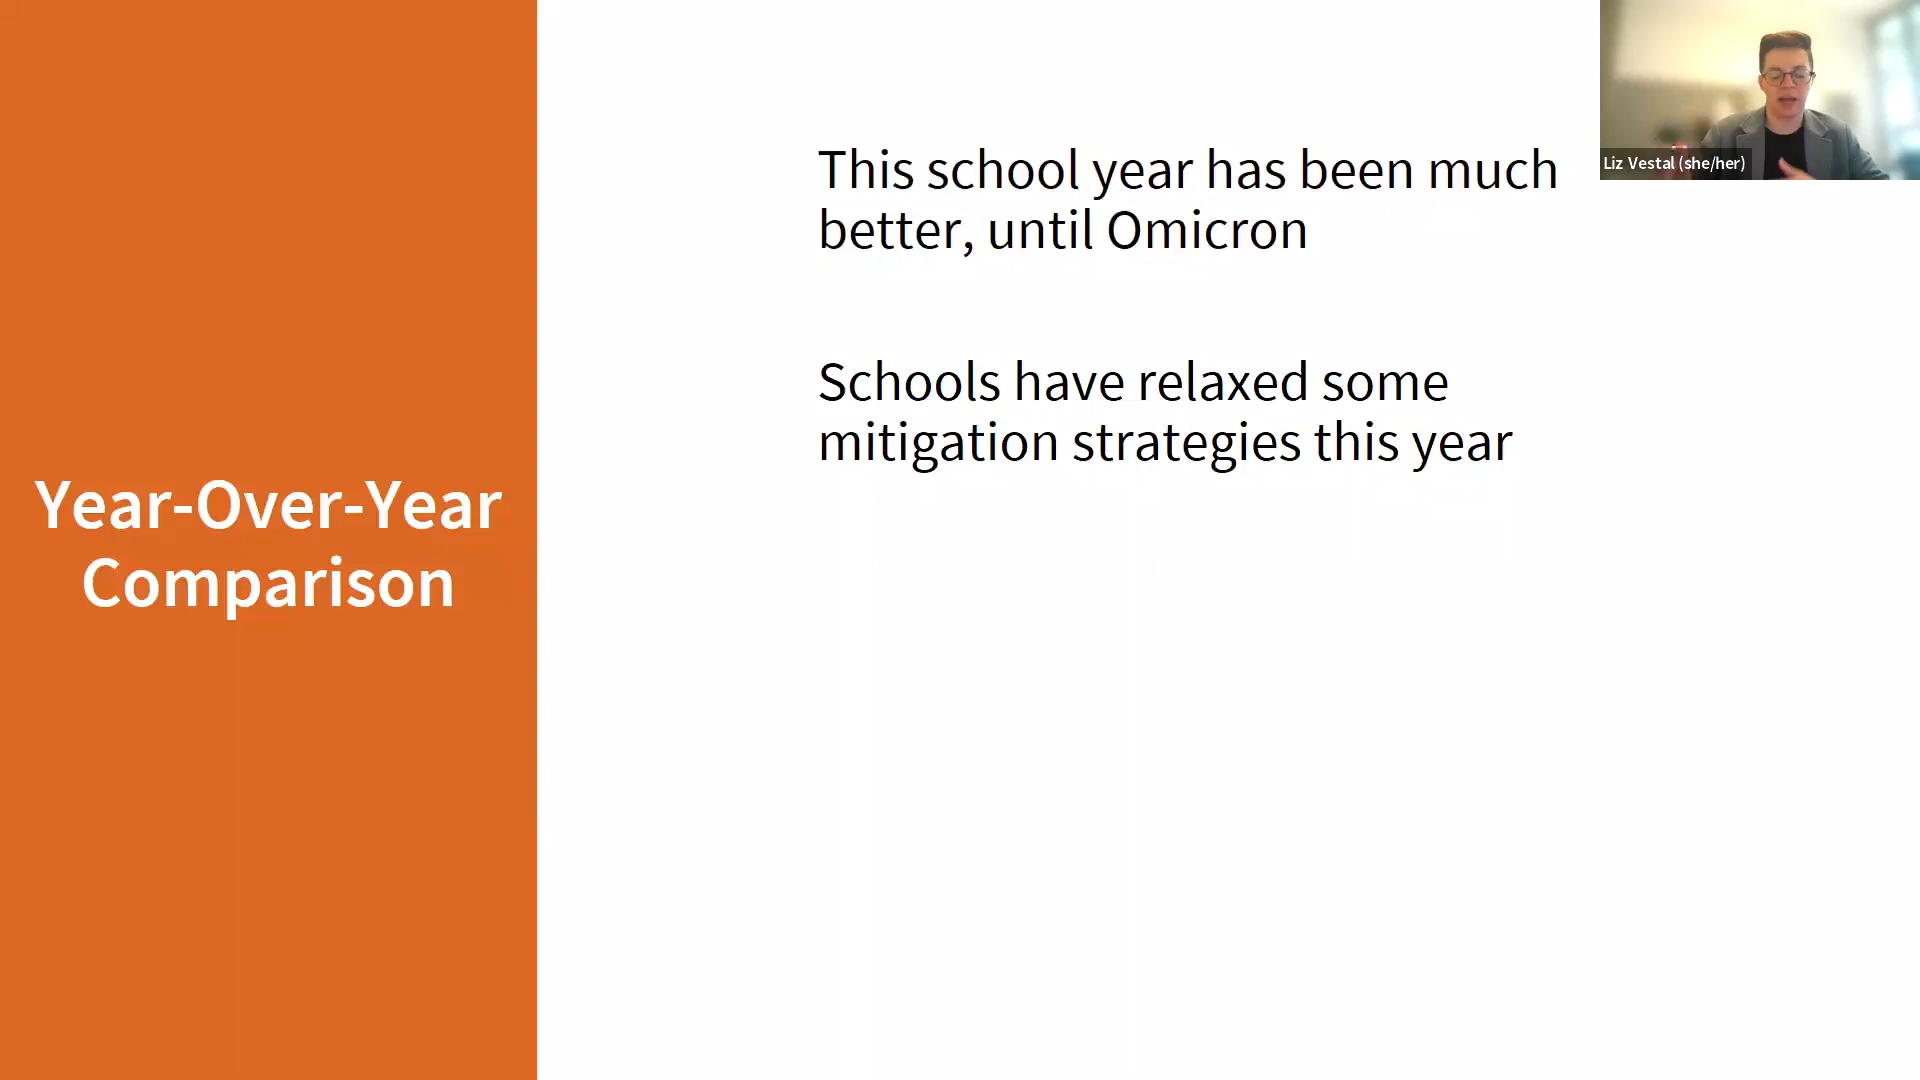 Year-Over-Year
Comparison
This school year has been much
better, until Omicron
Schools have relaxed some
mitigation strategies this year
Liz Vestal (she/her)